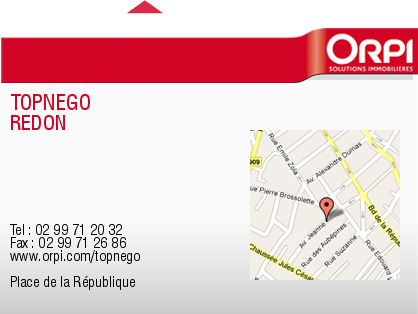 ORPI
SOLUTIONS IMMOBILIERES
TOPNEGO
REDON
Tel : 02 99 71 20 32
Fax : 02 99 71 26 86
www.orpi.com/topnego
Place de la République
Rue Emile Zola
Av. Alexandre Dumas
909
Rue Pierre Brossolette
Bd de la Ré
Av. Jeanne
Rue des Aubépines
Rue Suzanne
Rue Edouard
Chaussée Jules César